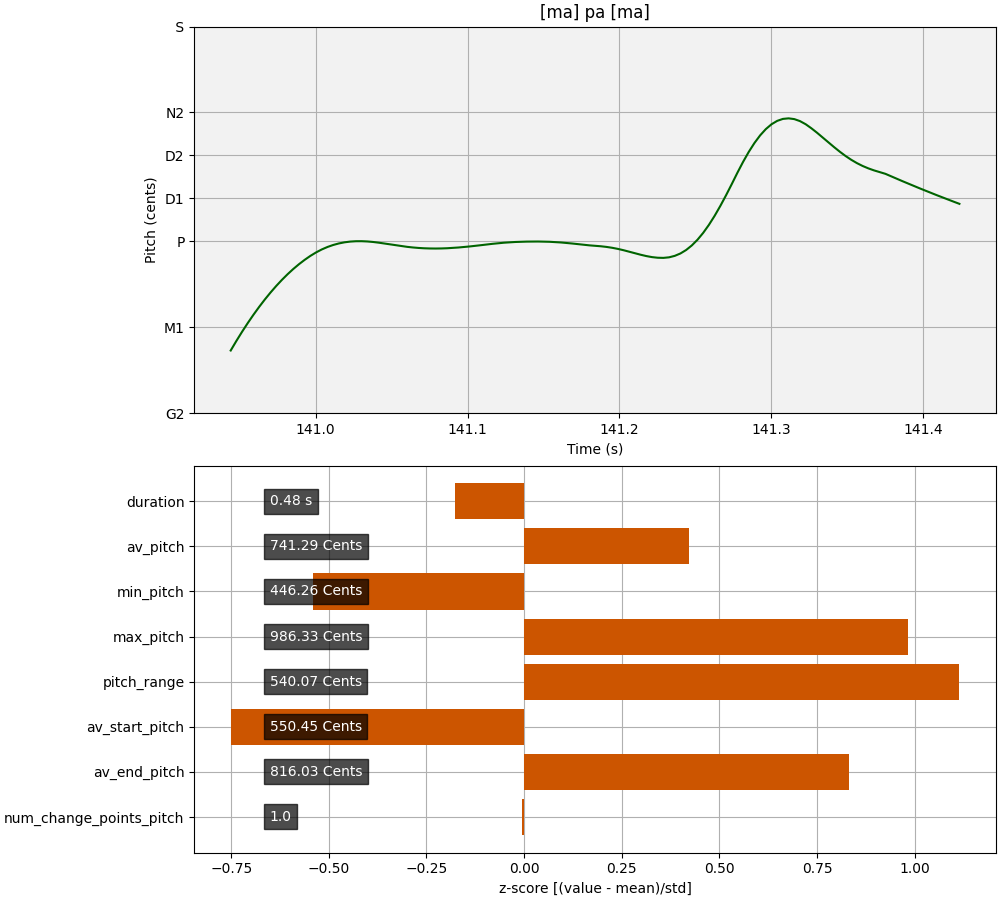 [ma] pa [ma]
S
N2
D2
D1
P
M1
G2
Pitch (cents)
141.0 141.1 141.2 141.3 141.4
Time (s)
duration 0.48 s
av_pitch 741.29 Cents
min_pitch 446.26 Cents
max_pitch 986.33 Cents
pitch_range 540.07 Cents
av_start_pitch 550.45 Cents
av_end_pitch 816.03 Cents
num_change_points_pitch 1.0
−0.75 −0.50 −0.25 0.00 0.25 0.50 0.75 1.00
z-score [(value - mean)/std]